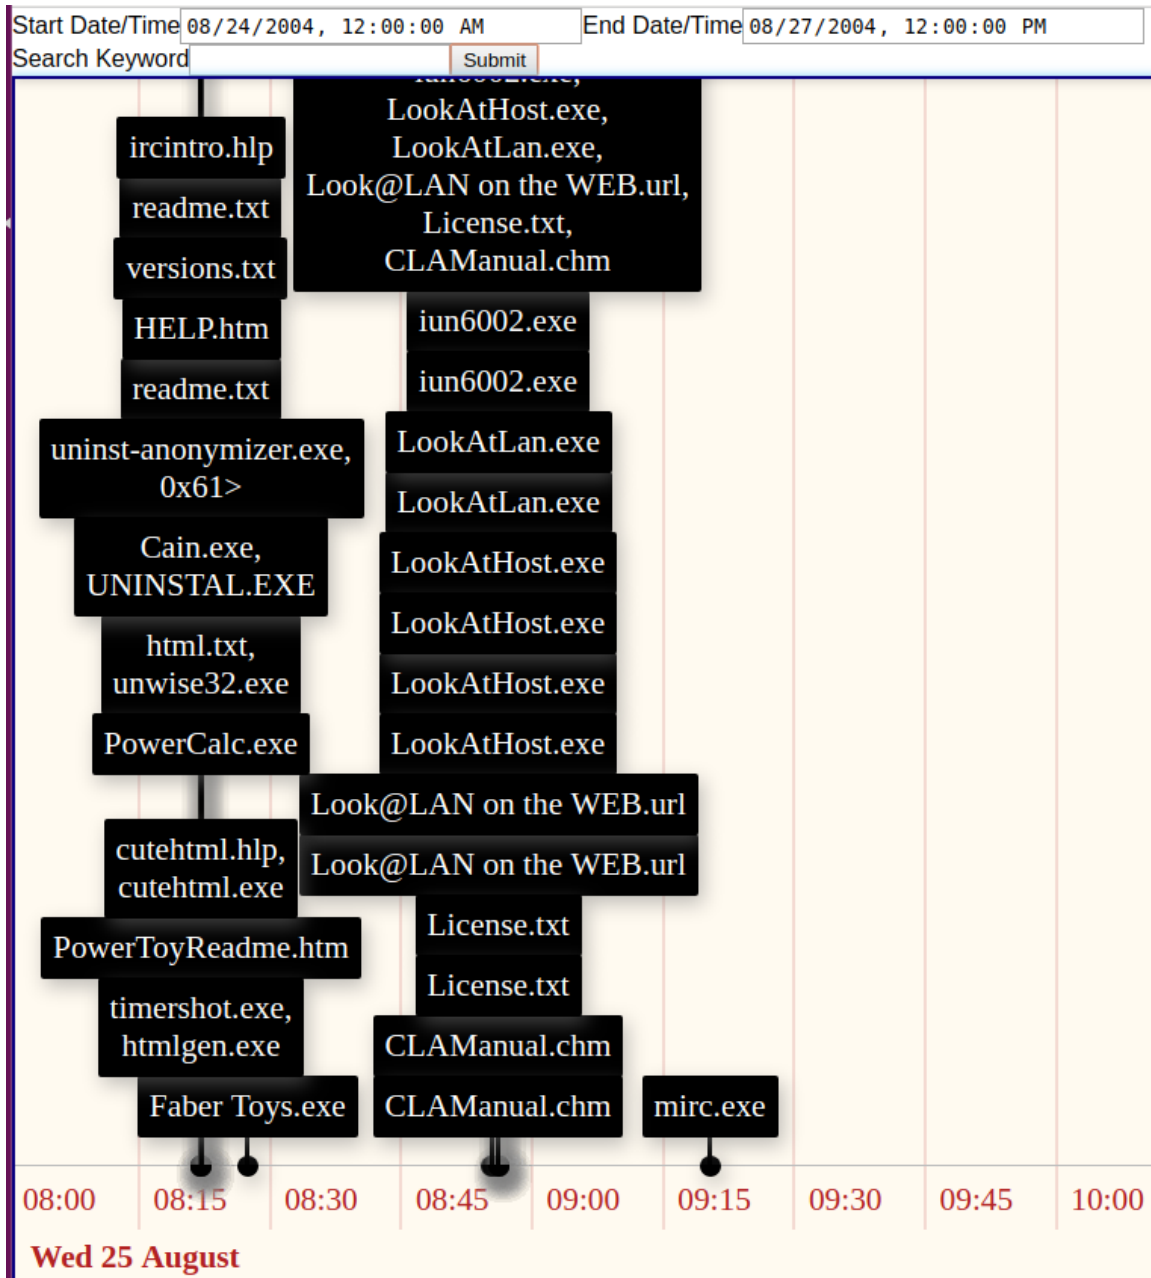 Start Date/Time 08/24/2004, 12:00:00 AM End Date/Time 08/27/2004, 12:00:00 PM
Search Keyword Submit
ircintro.hlp
readme.txt
versions.txt
HELP.htm
readme.txt
uninst-anonymizer.exe,
0x61>
Cain.exe,
UNINSTAL.EXE
html.txt,
unwise32.exe
PowerCalc.exe
cutehtml.hlp,
cutehtml.exe
PowerToyReadme.htm
timershot.exe,
htmlgen.exe
Faber Toys.exe
iun6002.exe,
LookAtHost.exe,
LookAtLan.exe,
Look@LAN on the WEB.url,
License.txt,
CLAManual.chm
iun6002.exe
iun6002.exe
LookAtLan.exe
LookAtLan.exe
LookAtHost.exe
LookAtHost.exe
LookAtHost.exe
LookAtHost.exe
Look@LAN on the WEB.url
Look@LAN on the WEB.url
License.txt
License.txt
CLAManual.chm
CLAManual.chm
mirc.exe
08:00 08:15 08:30 08:45 09:00 09:15 09:30 09:45 10:00
Wed 25 August